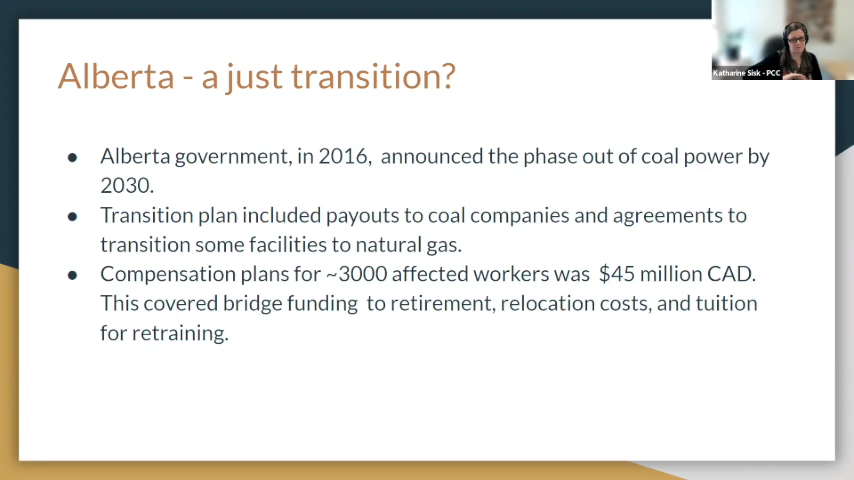 Alberta - a just transition?
Katharine Sisk - PCC
● Alberta government, in 2016, announced the phase out of coal power by
2030.
● Transition plan included payouts to coal companies and agreements to
transition some facilities to natural gas.
● Compensation plans for ~3000 affected workers was $45 million CAD.
This covered bridge funding to retirement, relocation costs, and tuition
for retraining.